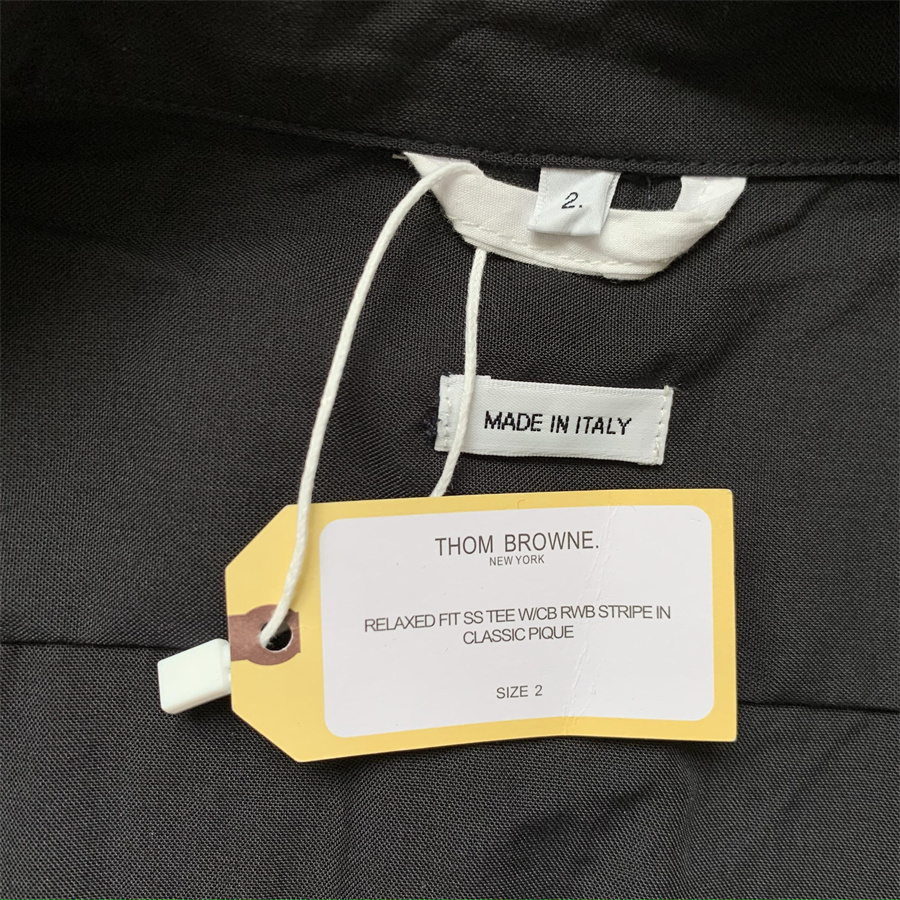 2.
MADE IN ITALY
THOM BROWNE.
NEW YORK
RELAXED FIT SS TEE W/CB RWB STRIPE IN
CLASSIC PIQUE
SIZE 2